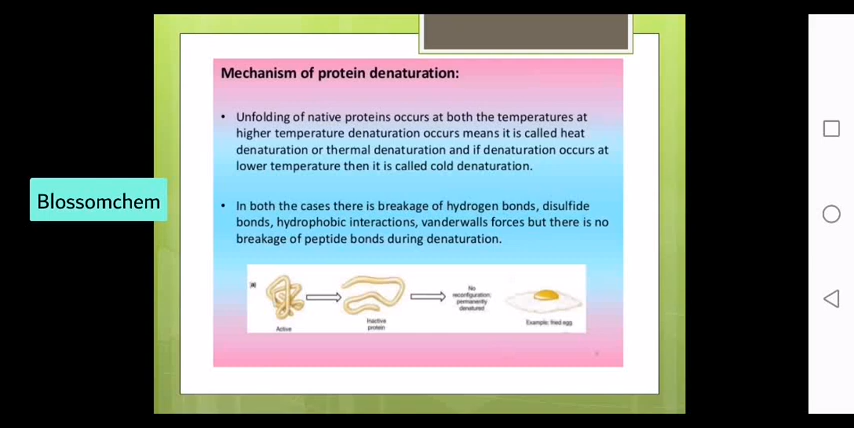 Mechanism of protein denaturation:
• Unfolding of native proteins occurs at both the temperatures at
higher temperature denaturation occurs means it is called heat
denaturation or thermal denaturation and if denaturation occurs at
lower temperature then it is called cold denaturation.
Blossomchem
• In both the cases there is breakage of hydrogen bonds, disulfide
bonds, hydrophobic interactions, vanderwalls forces but there is no
breakage of peptide bonds during denaturation.
Active
Inactive
protein
No
reconfiguration;
permanently
denatured
Example: fried egg